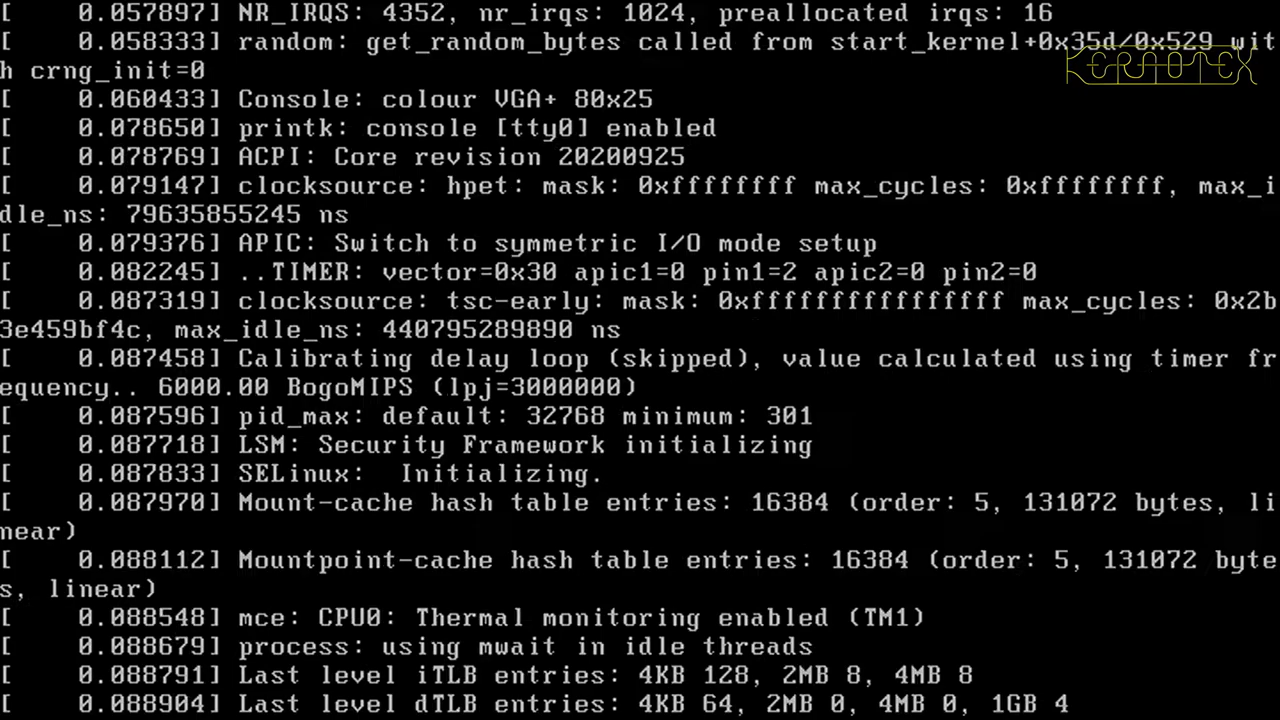 [    0.057897] NR_IRQS: 4352, nr_irqs: 1024, preallocated irqs: 16
[    0.058333] random: get_random_bytes called from start_kernel+0x35d/0x529 wit
h crng_init=0
KERNOTEX
[    0.060433] Console: colour VGA+ 80x25
[    0.078650] printk: console [tty0] enabled
[    0.078769] ACPI: Core revision 20200925
[    0.079147] clocksource: hpet: mask: 0xffffffff max_cycles: 0xffffffff, max_i
dle_ns: 79635855245 ns
[    0.079376] APIC: Switch to symmetric I/O mode setup
[    0.082245] ..TIMER: vector=0x30 apic1=0 pin1=2 apic2=0 pin2=0
[    0.087319] clocksource: tsc-early: mask: 0xffffffffffffffff max_cycles: 0x2b
3e459bf4c, max_idle_ns: 440795289890 ns
[    0.087458] Calibrating delay loop (skipped), value calculated using timer fr
equency.. 6000.00 BogoMIPS (lpj=3000000)
[    0.087596] pid_max: default: 32768 minimum: 301
[    0.087718] LSM: Security Framework initializing
[    0.087833] SELinux:  Initializing.
[    0.087970] Mount-cache hash table entries: 16384 (order: 5, 131072 bytes, li
near)
[    0.088112] Mountpoint-cache hash table entries: 16384 (order: 5, 131072 byte
s, linear)
[    0.088548] mce: CPU0: Thermal monitoring enabled (TM1)
[    0.088679] process: using mwait in idle threads
[    0.088791] Last level iTLB entries: 4KB 128, 2MB 8, 4MB 8
[    0.088904] Last level dTLB entries: 4KB 64, 2MB 0, 4MB 0, 1GB 4